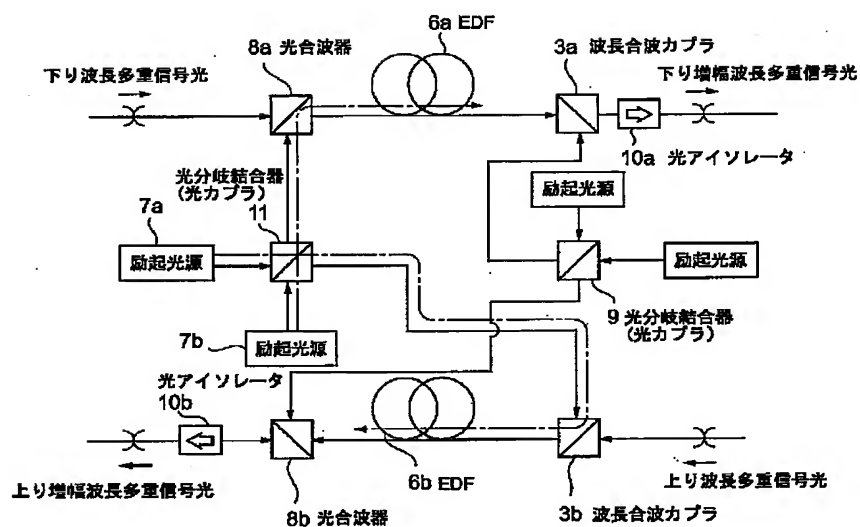 6a EDF
8a 光合波器
3a 波長合波カプラ
下り波長多重信号光
下り増幅波長多重信号光
10a 光アイソレータ
光分岐結合器
(光カプラ)
11
励起光源
7a
励起光源
励起光源
9 光分岐結合器
(光カプラ)
7b
励起光源
光アイソレータ
10b
上り増幅波長多重信号光
6b EDF
上り波長多重信号光
8b 光合波器
3b 波長合波カプラ